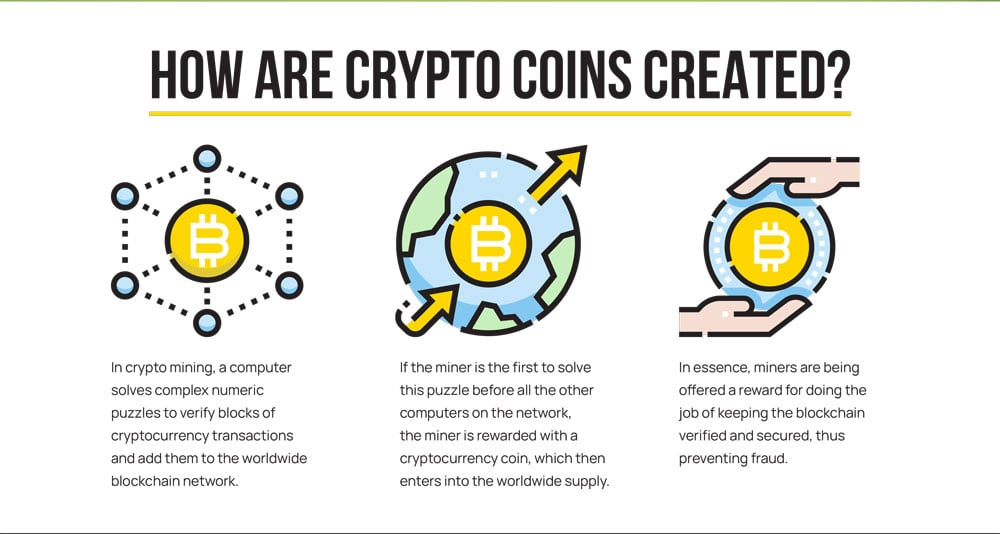 HOW ARE CRYPTO COINS CREATED?
In crypto mining, a computer
solves complex numeric
puzzles to verify blocks of
cryptocurrency transactions
and add them to the worldwide
blockchain network.
If the miner is the first to solve
this puzzle before all the other
computers on the network,
the miner is rewarded with a
cryptocurrency coin, which then
enters into the worldwide supply.
In essence, miners are being
offered a reward for doing the
job of keeping the blockchain
verified and secured, thus
preventing fraud.